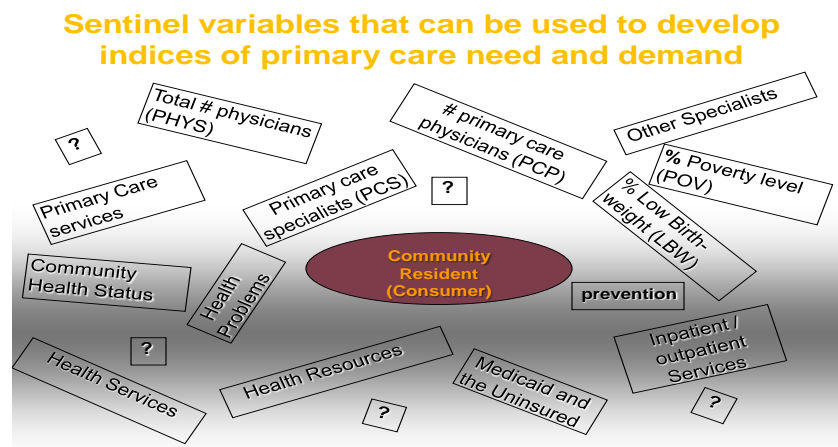 Sentinel variables that can be used to develop
indices of primary care need and demand
Total # physicians
(PHYS)
# primary care
physicians (PCP)
Other Specialists
?
% Poverty level
(POV)
Primary Care
services
Primary care
specialists (PCS)
?
% Low Birth-
weight (LBW)
Community
Health Status
Health
Problems
Community
Resident
(Consumer)
prevention
?
Health Services
Health Resources
Medicaid and
the Uninsured
Inpatient /
outpatient
Services
?
?